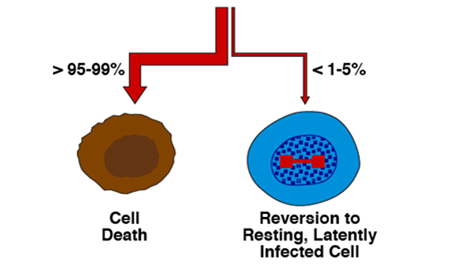 > 95-99%
< 1-5%
Cell
Death
Reversion to
Resting, Latently
Infected Cell